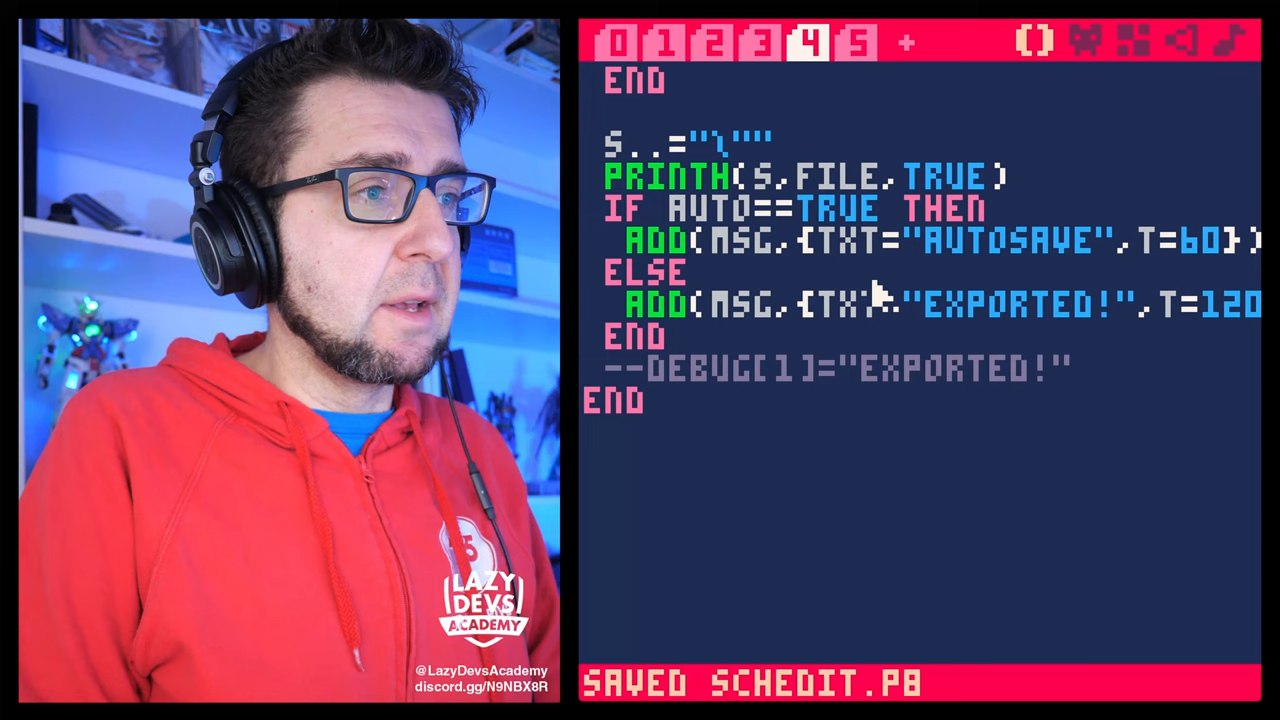 0 1 2 3 4 5 +
END
S..="\""
PRINTH(S,FILE,TRUE)
IF AUTO==TRUE THEN
ADD(MSG,{TXT="AUTOSAVE",T=60})
ELSE
ADD(MSG,{TXT="EXPORTED!",T=120
END
--DEBUG[1]="EXPORTED!"
END
SAVED SCHEDIT.P8
LAZY
DEVS
ACADEMY
@LazyDevsAcademy
discord.gg/N9NBX8R